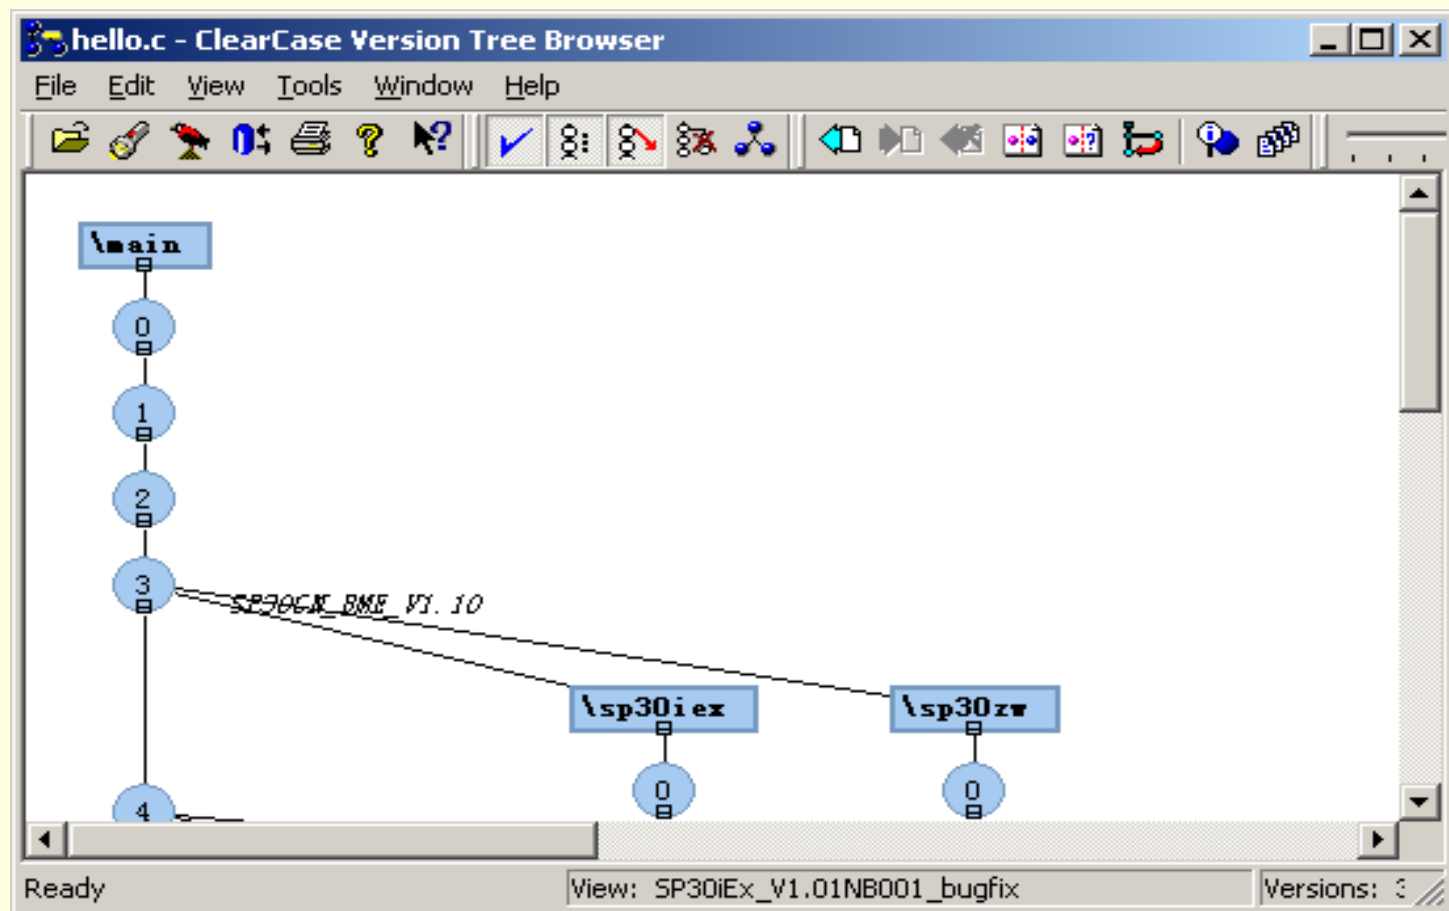 hello.c - ClearCase Version Tree Browser
File Edit View Tools Window Help
\main
0
1
2
3
SP30CN_BME_V1.10
\sp30iex \sp30zw
0 0
4
Ready View: SP30iEx_V1.01NB001_bugfix Versions: